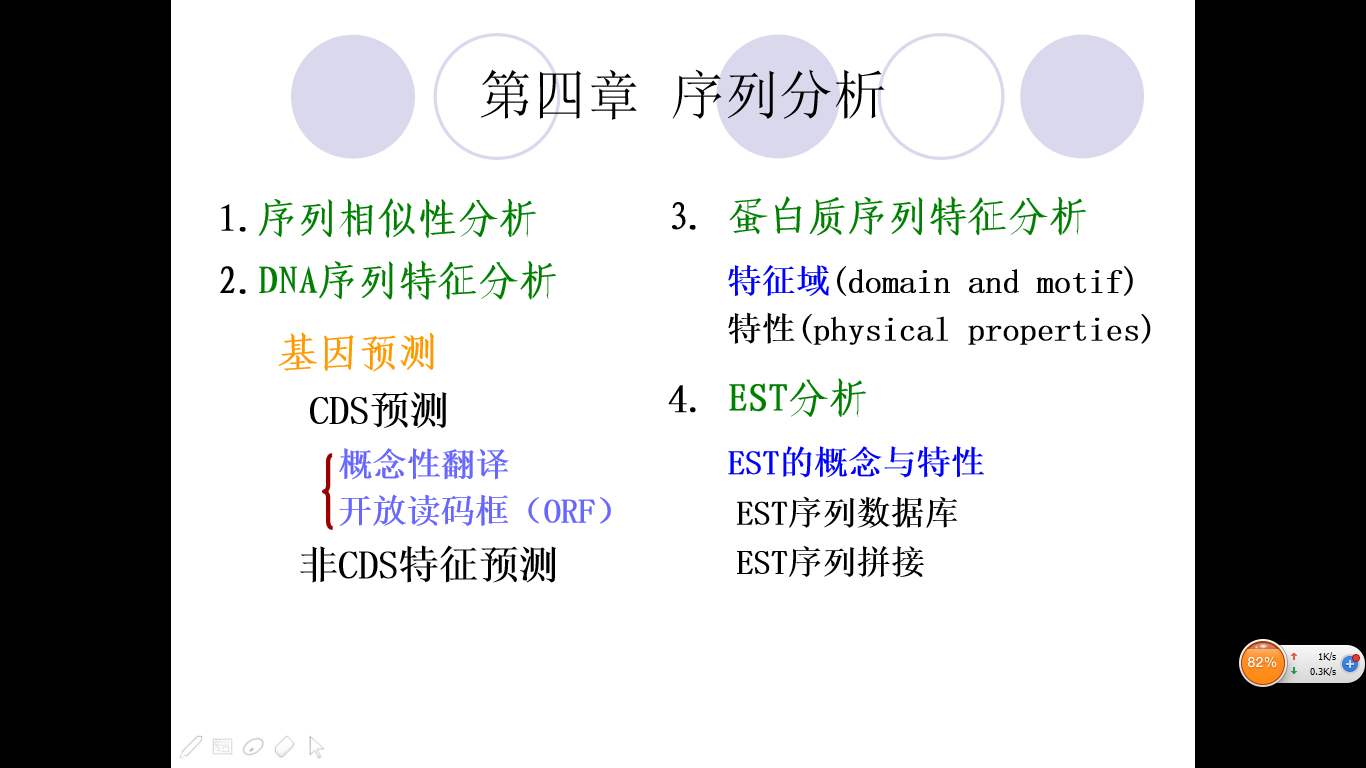 第四章 序列分析
1.序列相似性分析
2.DNA序列特征分析
基因预测
CDS预测
概念性翻译
开放读码框（ORF）
非CDS特征预测
3. 蛋白质序列特征分析
特征域(domain and motif)
特性(physical properties)
4. EST分析
EST的概念与特性
EST序列数据库
EST序列拼接
82%
1K/s
0.3K/s